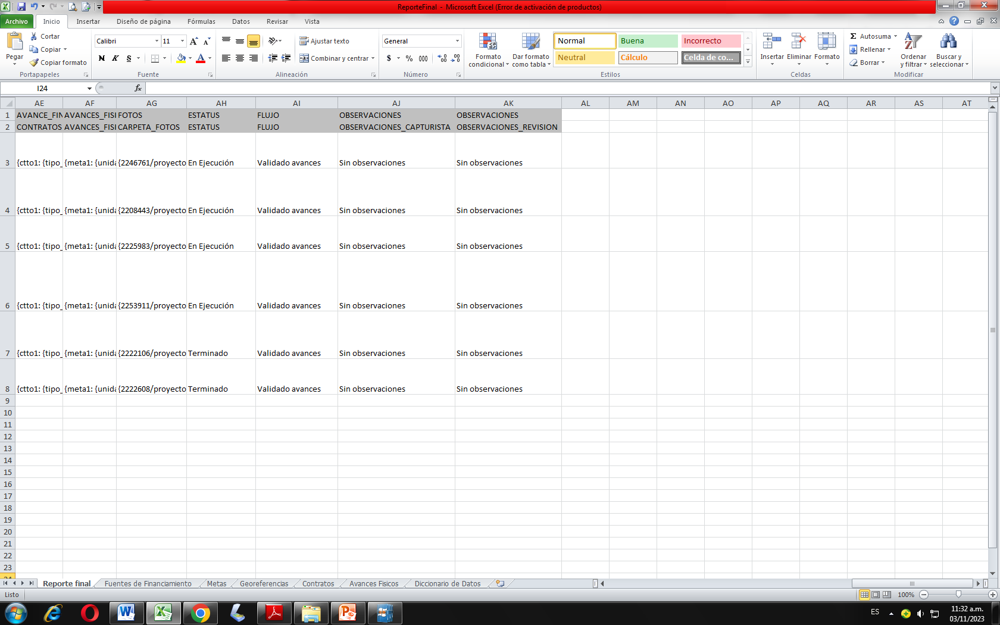 ReporteFinal - Microsoft Excel (Error de activación de productos)
Archivo Inicio Insertar Diseño de página Fórmulas Datos Revisar Vista
Pegar
Cortar
Copiar
Copiar formato
Portapapeles
Calibri 11
N K S
Fuente
Ajustar texto
Combinar y centrar
Alineación
General
$ % 000
Número
Formato condicional
Dar formato como tabla
Normal Buena Incorrecto
Neutral Cálculo Celda de co...
Estilos
Insertar Eliminar Formato
Celdas
Autosuma
Rellenar
Borrar
Ordenar y filtrar
Buscar y seleccionar
Modificar
I24 fx
AE AF AG AH AI AJ AK AL AM AN AO AP AQ AR AS AT
1 AVANCE_FIN AVANCES_FISI FOTOS ESTATUS FLUJO OBSERVACIONES OBSERVACIONES
2 CONTRATOS AVANCES_FISI CARPETA_FOTOS ESTATUS FLUJO OBSERVACIONES_CAPTURISTA OBSERVACIONES_REVISION
3 {ctto1: {tipo_ {meta1: {unida {2246761/proyecto En Ejecución Validado avances Sin observaciones Sin observaciones
4 {ctto1: {tipo_ {meta1: {unida {2208443/proyecto En Ejecución Validado avances Sin observaciones Sin observaciones
5 {ctto1: {tipo_ {meta1: {unida {2225983/proyecto En Ejecución Validado avances Sin observaciones Sin observaciones
6 {ctto1: {tipo_ {meta1: {unida {2253911/proyecto En Ejecución Validado avances Sin observaciones Sin observaciones
7 {ctto1: {tipo_ {meta1: {unida {2222106/proyecto Terminado Validado avances Sin observaciones Sin observaciones
8 {ctto1: {tipo_ {meta1: {unida {2222608/proyecto Terminado Validado avances Sin observaciones Sin observaciones
9
10
11
12
13
14
15
16
17
18
19
20
21
22
23
24
Reporte final Fuentes de Financiamiento Metas Georeferencias Contratos Avances Fisicos Diccionario de Datos
Listo 100%
ES 11:32 a.m.
03/11/2023